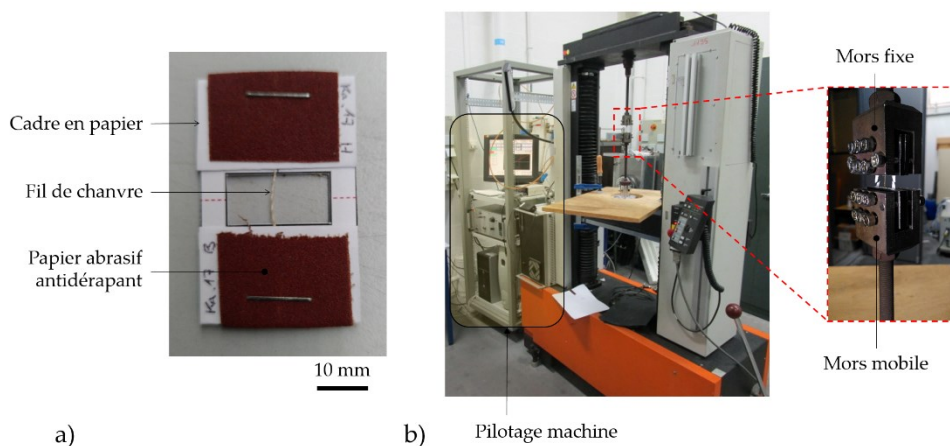 Cadre en papier
Fil de chanvre
Papier abrasif
antidérapant
10 mm
a)
b)
Pilotage machine
Mors fixe
Mors mobile